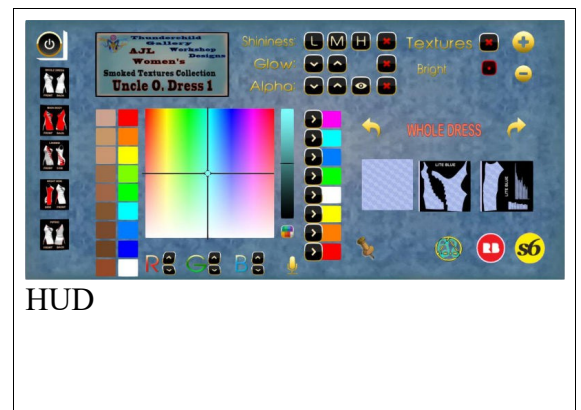 Thunderchild
Gallery
AJL Workshop
Designs
Women's
Smoked Textures Collection
Uncle O. Dress 1
Shininess: L M H
Glow:
Alpha:
Textures
Bright
WHOLE DRESS
LITE BLUE
LITE BLUE
R G B
RB
s6
HUD